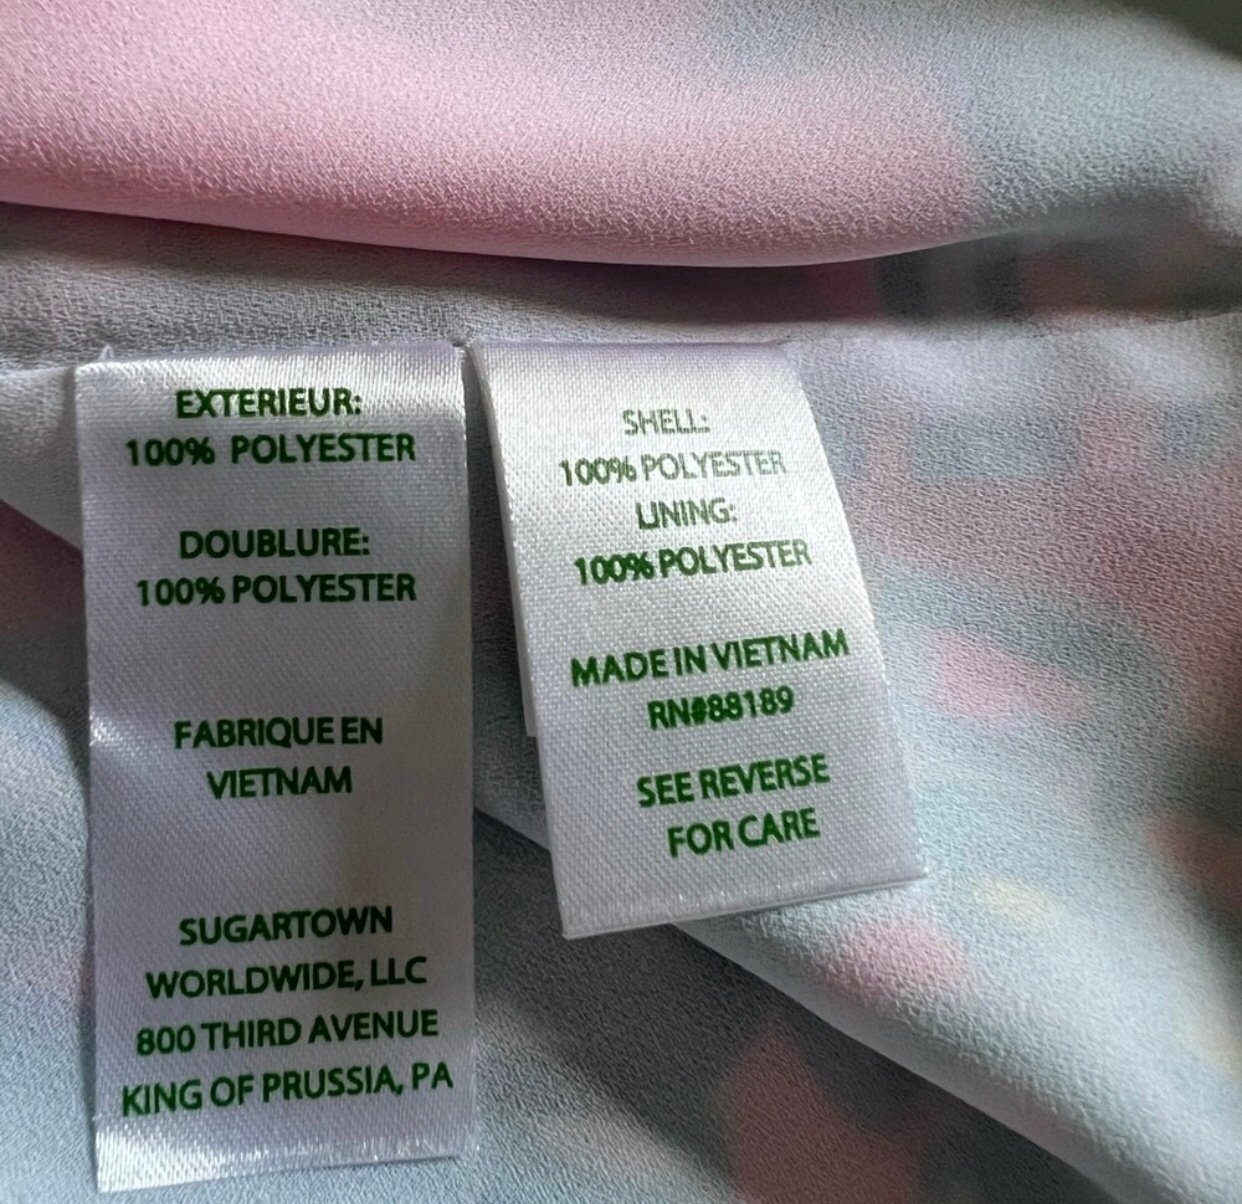 EXTERIEUR:
100% POLYESTER
DOUBLURE:
100% POLYESTER
FABRIQUE EN
VIETNAM
SUGARTOWN
WORLDWIDE, LLC
800 THIRD AVENUE
KING OF PRUSSIA, PA
SHELL:
100% POLYESTER
LINING:
100% POLYESTER
MADE IN VIETNAM
RN#88189
SEE REVERSE
FOR CARE